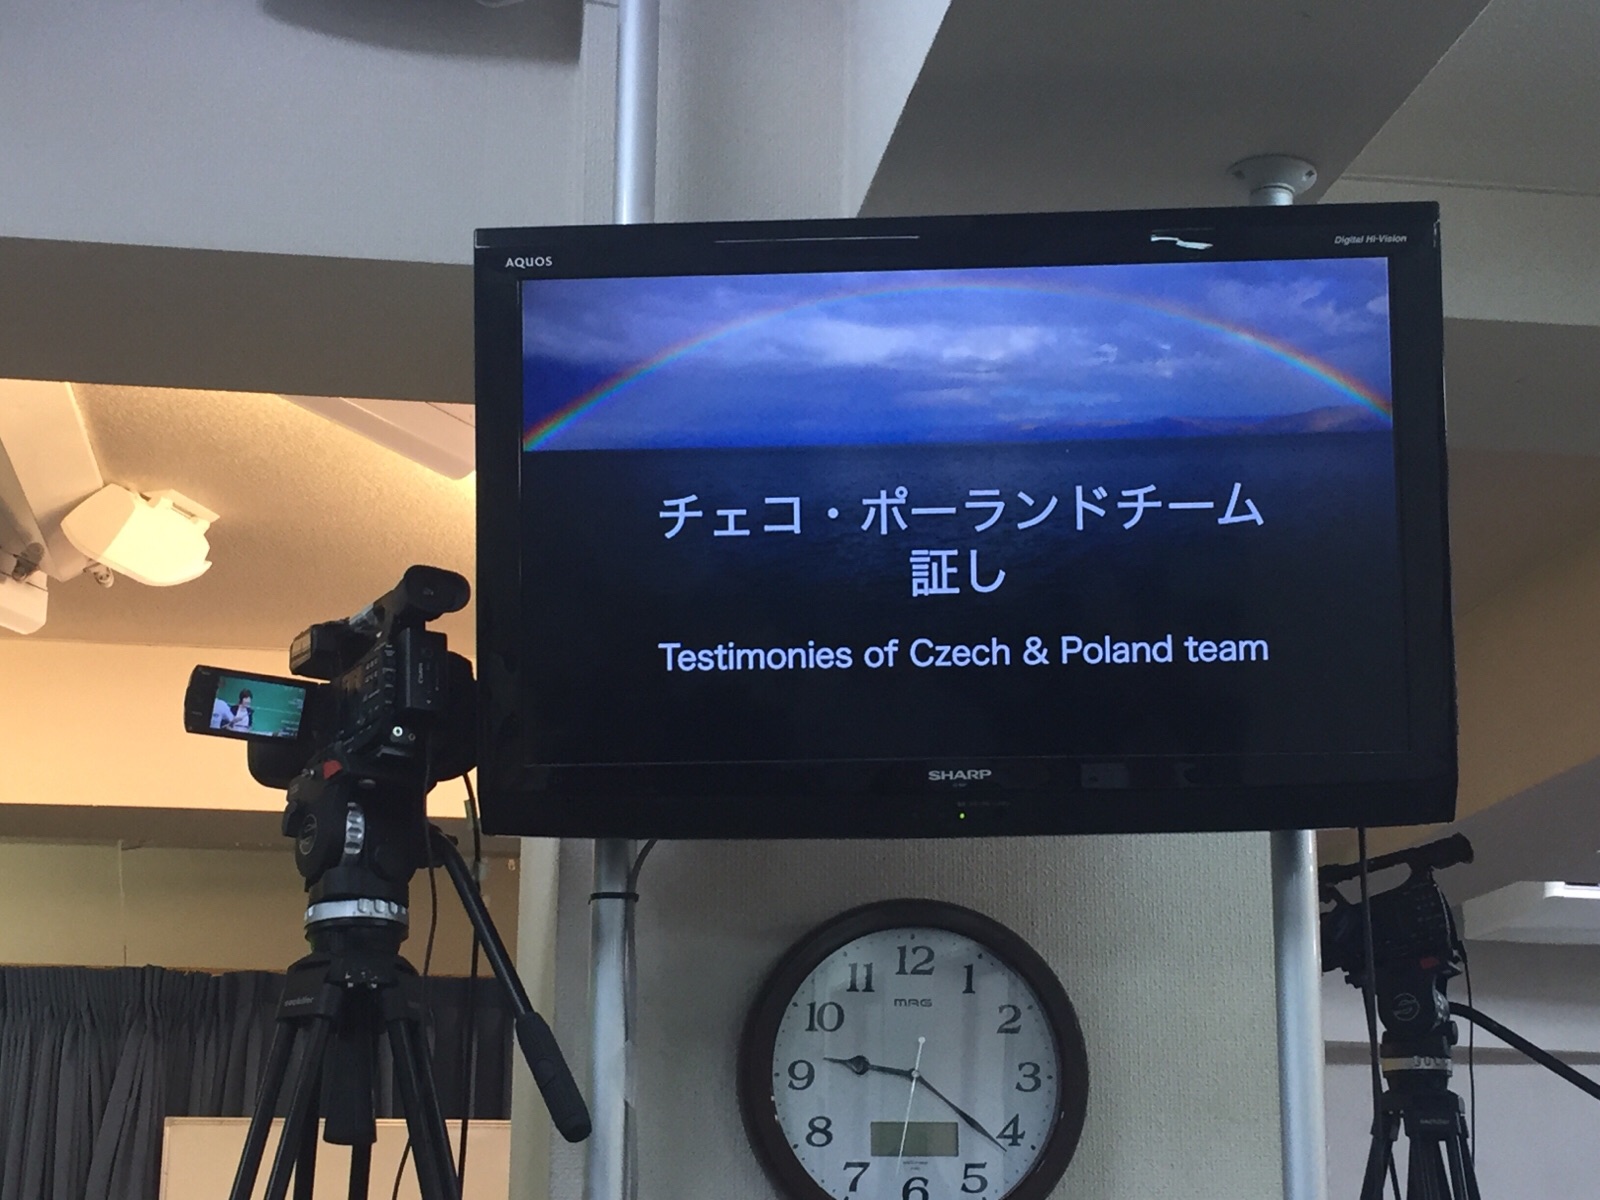 AQUOS
Digital Hi-Vision
チェコ・ポーランドチーム
証し
Testimonies of Czech & Poland team
SHARP
MAG
12
1
2
3
4
5
6
7
8
9
10
11
sachtler